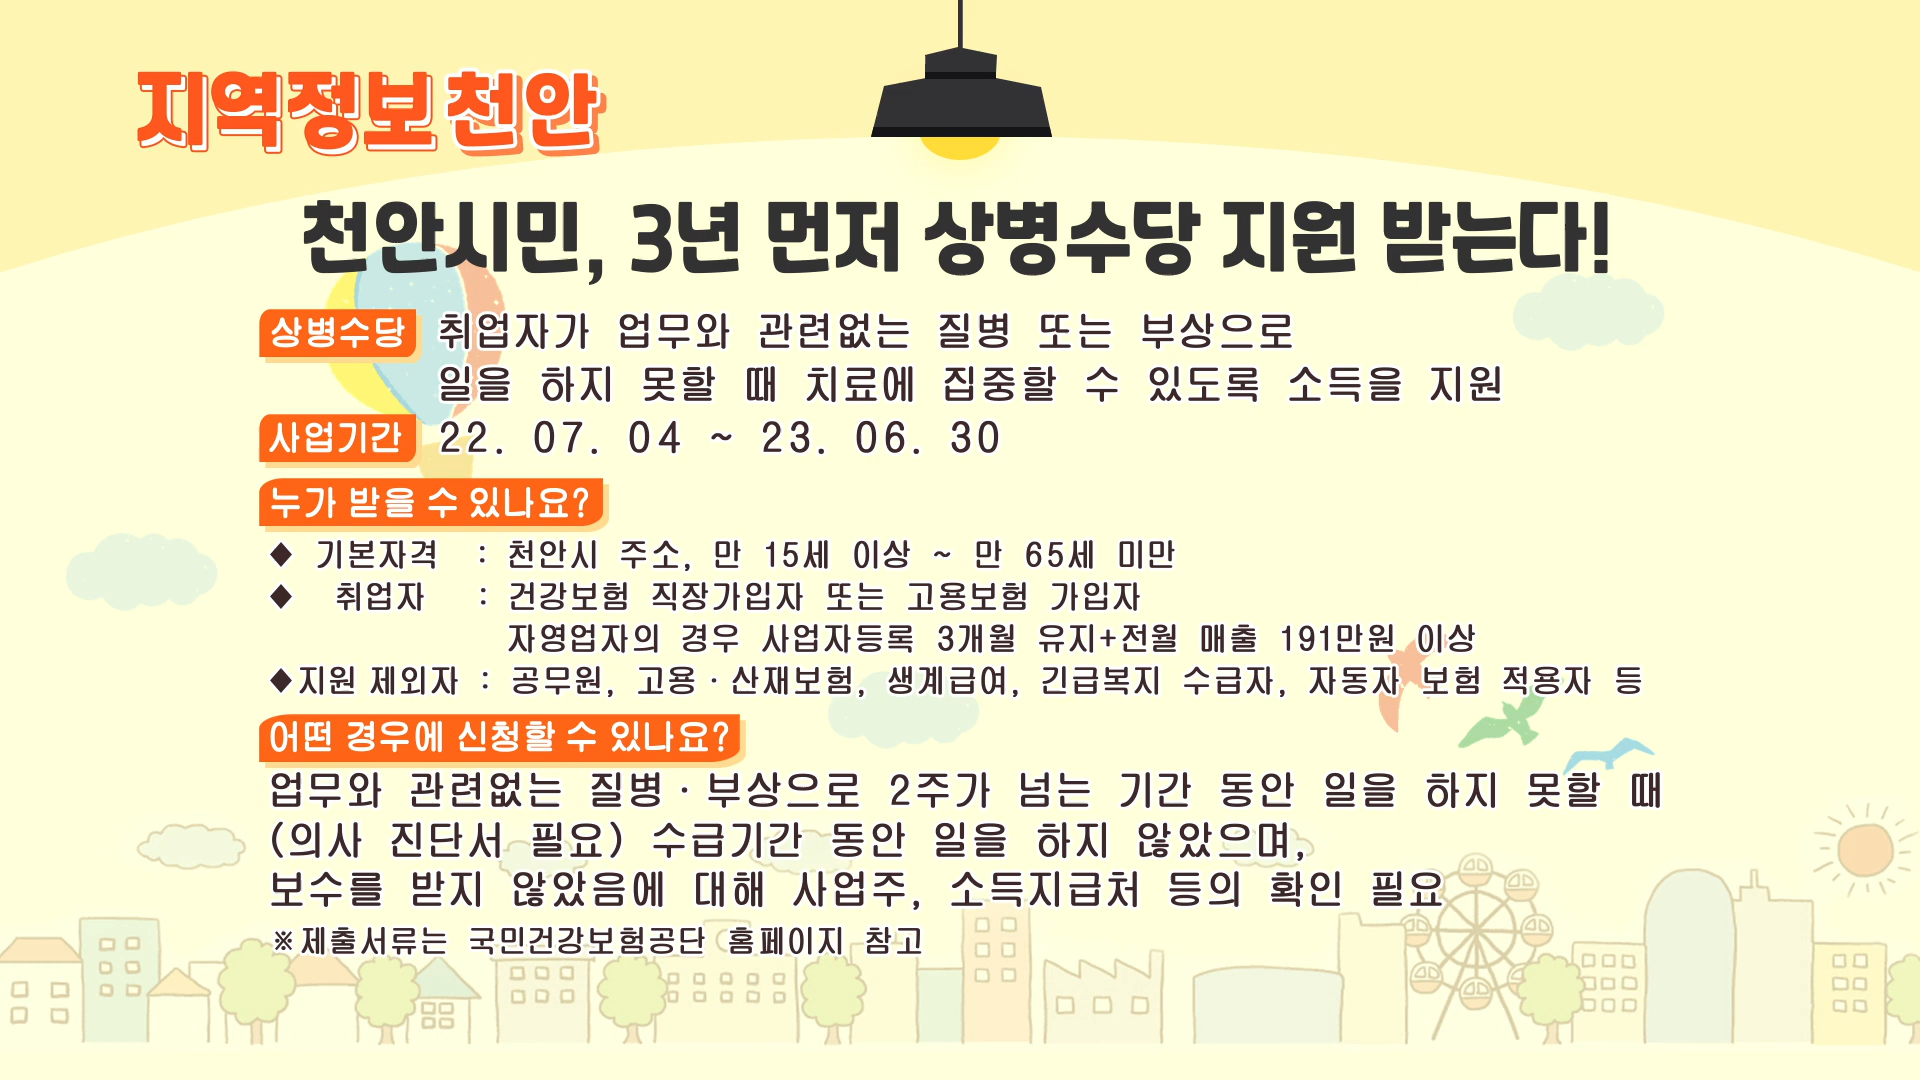 지역정보 천안
천안시민, 3년 먼저 상병수당 지원 받는다!
상병수당 취업자가 업무와 관련없는 질병 또는 부상으로
일을 하지 못할 때 치료에 집중할 수 있도록 소득을 지원
사업기간 22. 07. 04 ~ 23. 06. 30
누가 받을 수 있나요?
◆ 기본자격 : 천안시 주소, 만 15세 이상 ~ 만 65세 미만
◆ 취업자 : 건강보험 직장가입자 또는 고용보험 가입자
자영업자의 경우 사업자등록 3개월 유지+전월 매출 191만원 이상
◆지원 제외자 : 공무원, 고용·산재보험, 생계급여, 긴급복지 수급자, 자동자 보험 적용자 등
어떤 경우에 신청할 수 있나요?
업무와 관련없는 질병·부상으로 2주가 넘는 기간 동안 일을 하지 못할 때
(의사 진단서 필요) 수급기간 동안 일을 하지 않았으며,
보수를 받지 않았음에 대해 사업주, 소득지급처 등의 확인 필요
※제출서류는 국민건강보험공단 홈페이지 참고